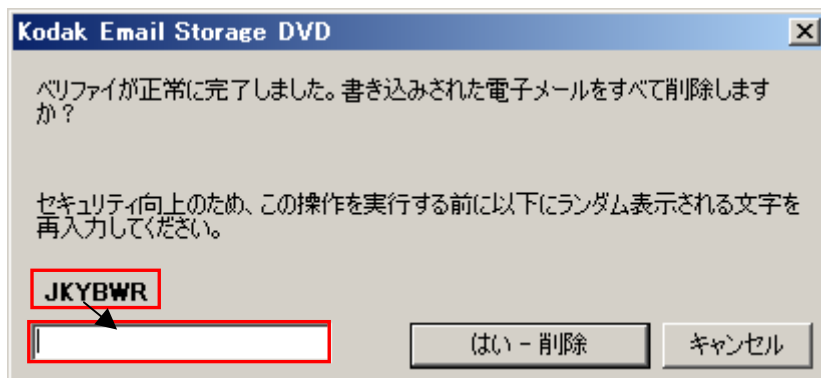 Kodak Email Storage DVD
ベリファイが正常に完了しました。書き込みされた電子メールをすべて削除します
か？
セキュリティ向上のため、この操作を実行する前に以下にランダム表示される文字を
再入力してください。
JKYBWR
はい - 削除
キャンセル